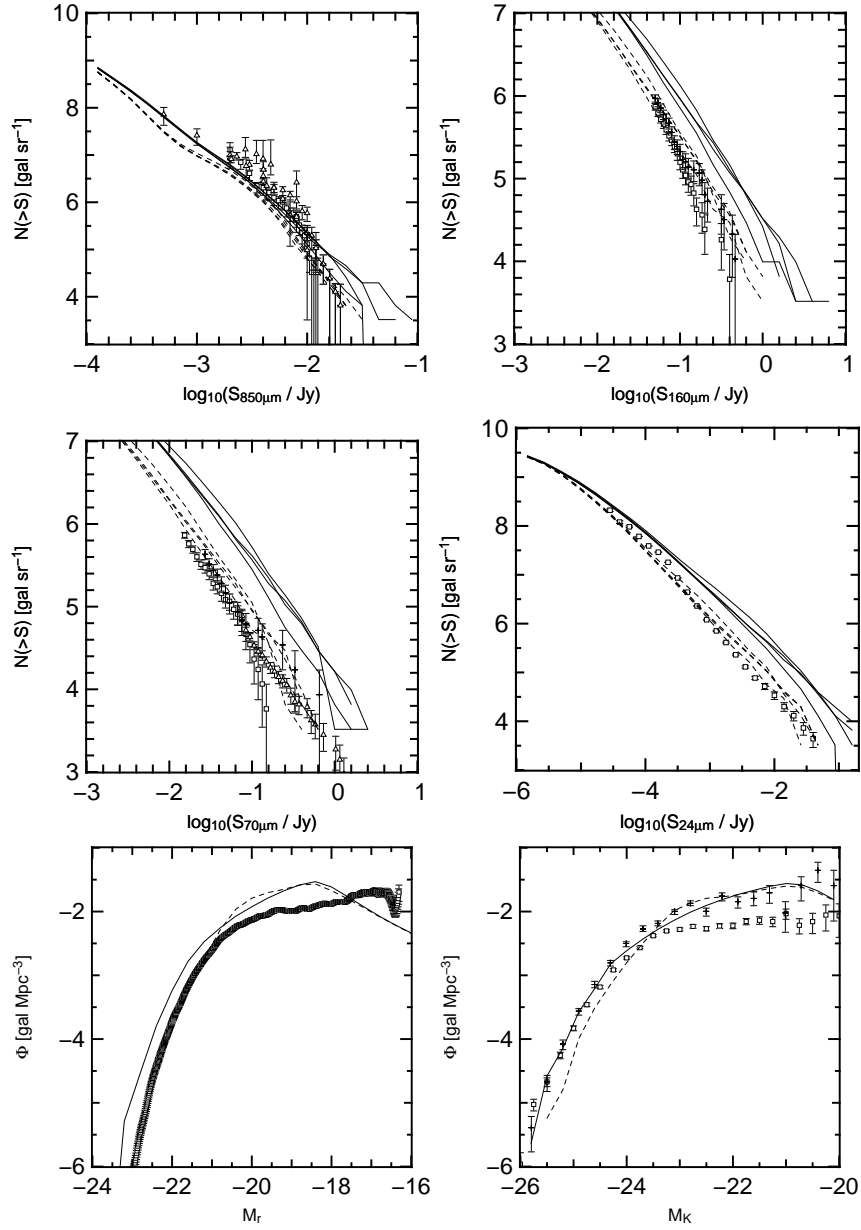 10
8
6
4
N(>S) [gal sr⁻¹]
−4 −3 −2 −1
log₁₀(S₈₅₀μm / Jy)
7
6
5
4
3
N(>S) [gal sr⁻¹]
−3 −2 −1 0 1
log₁₀(S₁₆₀μm / Jy)
7
6
5
4
3
N(>S) [gal sr⁻¹]
−3 −2 −1 0 1
log₁₀(S₇₀μm / Jy)
10
8
6
4
N(>S) [gal sr⁻¹]
−6 −4 −2
log₁₀(S₂₄μm / Jy)
−2
−4
−6
Φ [gal Mpc⁻³]
−24 −22 −20 −18 −16
Mᵣ
−2
−4
−6
Φ [gal Mpc⁻³]
−26 −24 −22 −20
M_K